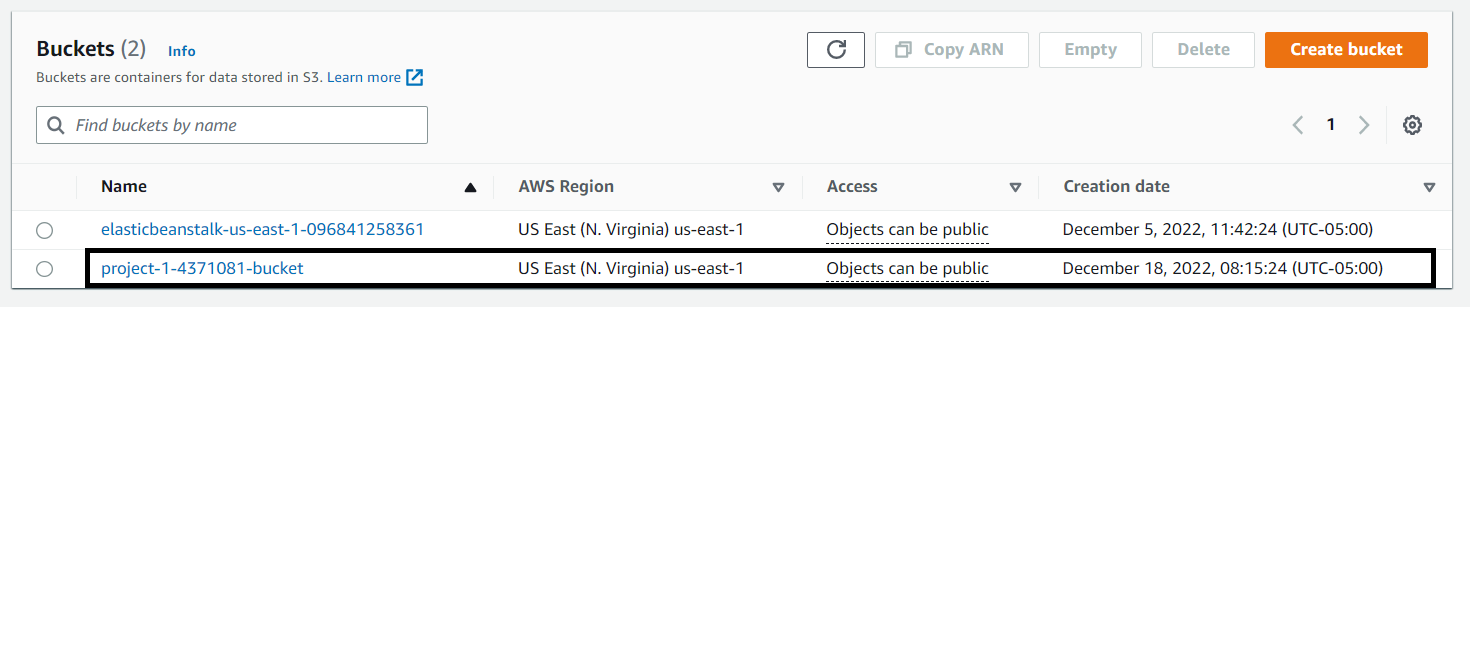 Buckets (2) Info
Buckets are containers for data stored in S3. Learn more
Copy ARN Empty Delete Create bucket
Find buckets by name
1
Name AWS Region Access Creation date
elasticbeanstalk-us-east-1-096841258361 US East (N. Virginia) us-east-1 Objects can be public December 5, 2022, 11:42:24 (UTC-05:00)
project-1-4371081-bucket US East (N. Virginia) us-east-1 Objects can be public December 18, 2022, 08:15:24 (UTC-05:00)